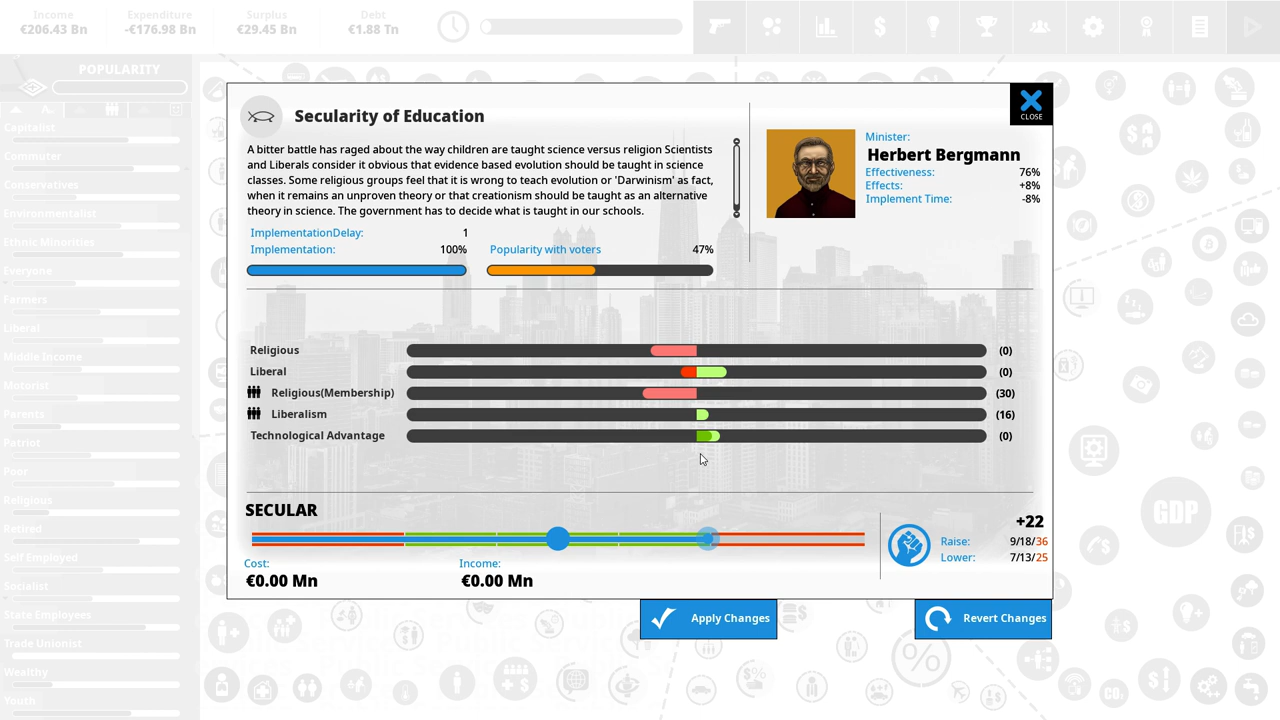 Income
Expenditure
Surplus
Debt
€206.43 Bn
-€176.98 Bn
€29.45 Bn
€1.88 Tn
POPULARITY
Capitalist
Commuter
Conservatives
Environmentalist
Ethnic Minorities
Everyone
Farmers
Liberal
Middle Income
Motorist
Parents
Patriot
Poor
Religious
Retired
Self Employed
Socialist
State Employees
Trade Unionist
Wealthy
Youth
Secularity of Education
CLOSE
A bitter battle has raged about the way children are taught science versus religion Scientists
and Liberals consider it obvious that evidence based evolution should be taught in science
classes. Some religious groups feel that it is wrong to teach evolution or 'Darwinism' as fact,
when it remains an unproven theory or that creationism should be taught as an alternative
theory in science. The government has to decide what is taught in our schools.
Minister:
Herbert Bergmann
Effectiveness: 76%
Effects: +8%
Implement Time: -8%
ImplementationDelay: 1
Implementation: 100%
Popularity with voters 47%
Religious (0)
Liberal (0)
Religious(Membership) (30)
Liberalism (16)
Technological Advantage (0)
SECULAR
+22
Raise: 9/18/36
Lower: 7/13/25
Cost:
€0.00 Mn
Income:
€0.00 Mn
Apply Changes
Revert Changes
GDP
CO₂